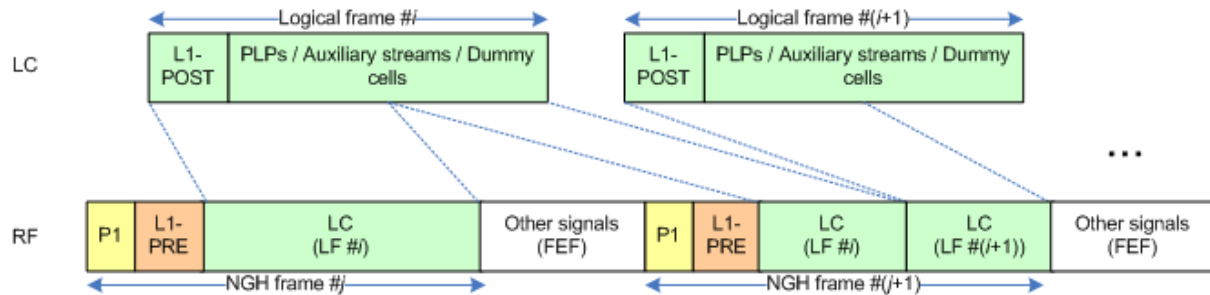 Logical frame #i
Logical frame #(i+1)
LC
L1-
POST
PLPs / Auxiliary streams / Dummy
cells
L1-
POST
PLPs / Auxiliary streams / Dummy
cells
...
RF
P1
L1-
PRE
LC
(LF #i)
Other signals
(FEF)
P1
L1-
PRE
LC
(LF #i)
LC
(LF #(i+1))
Other signals
(FEF)
NGH frame #j
NGH frame #(j+1)